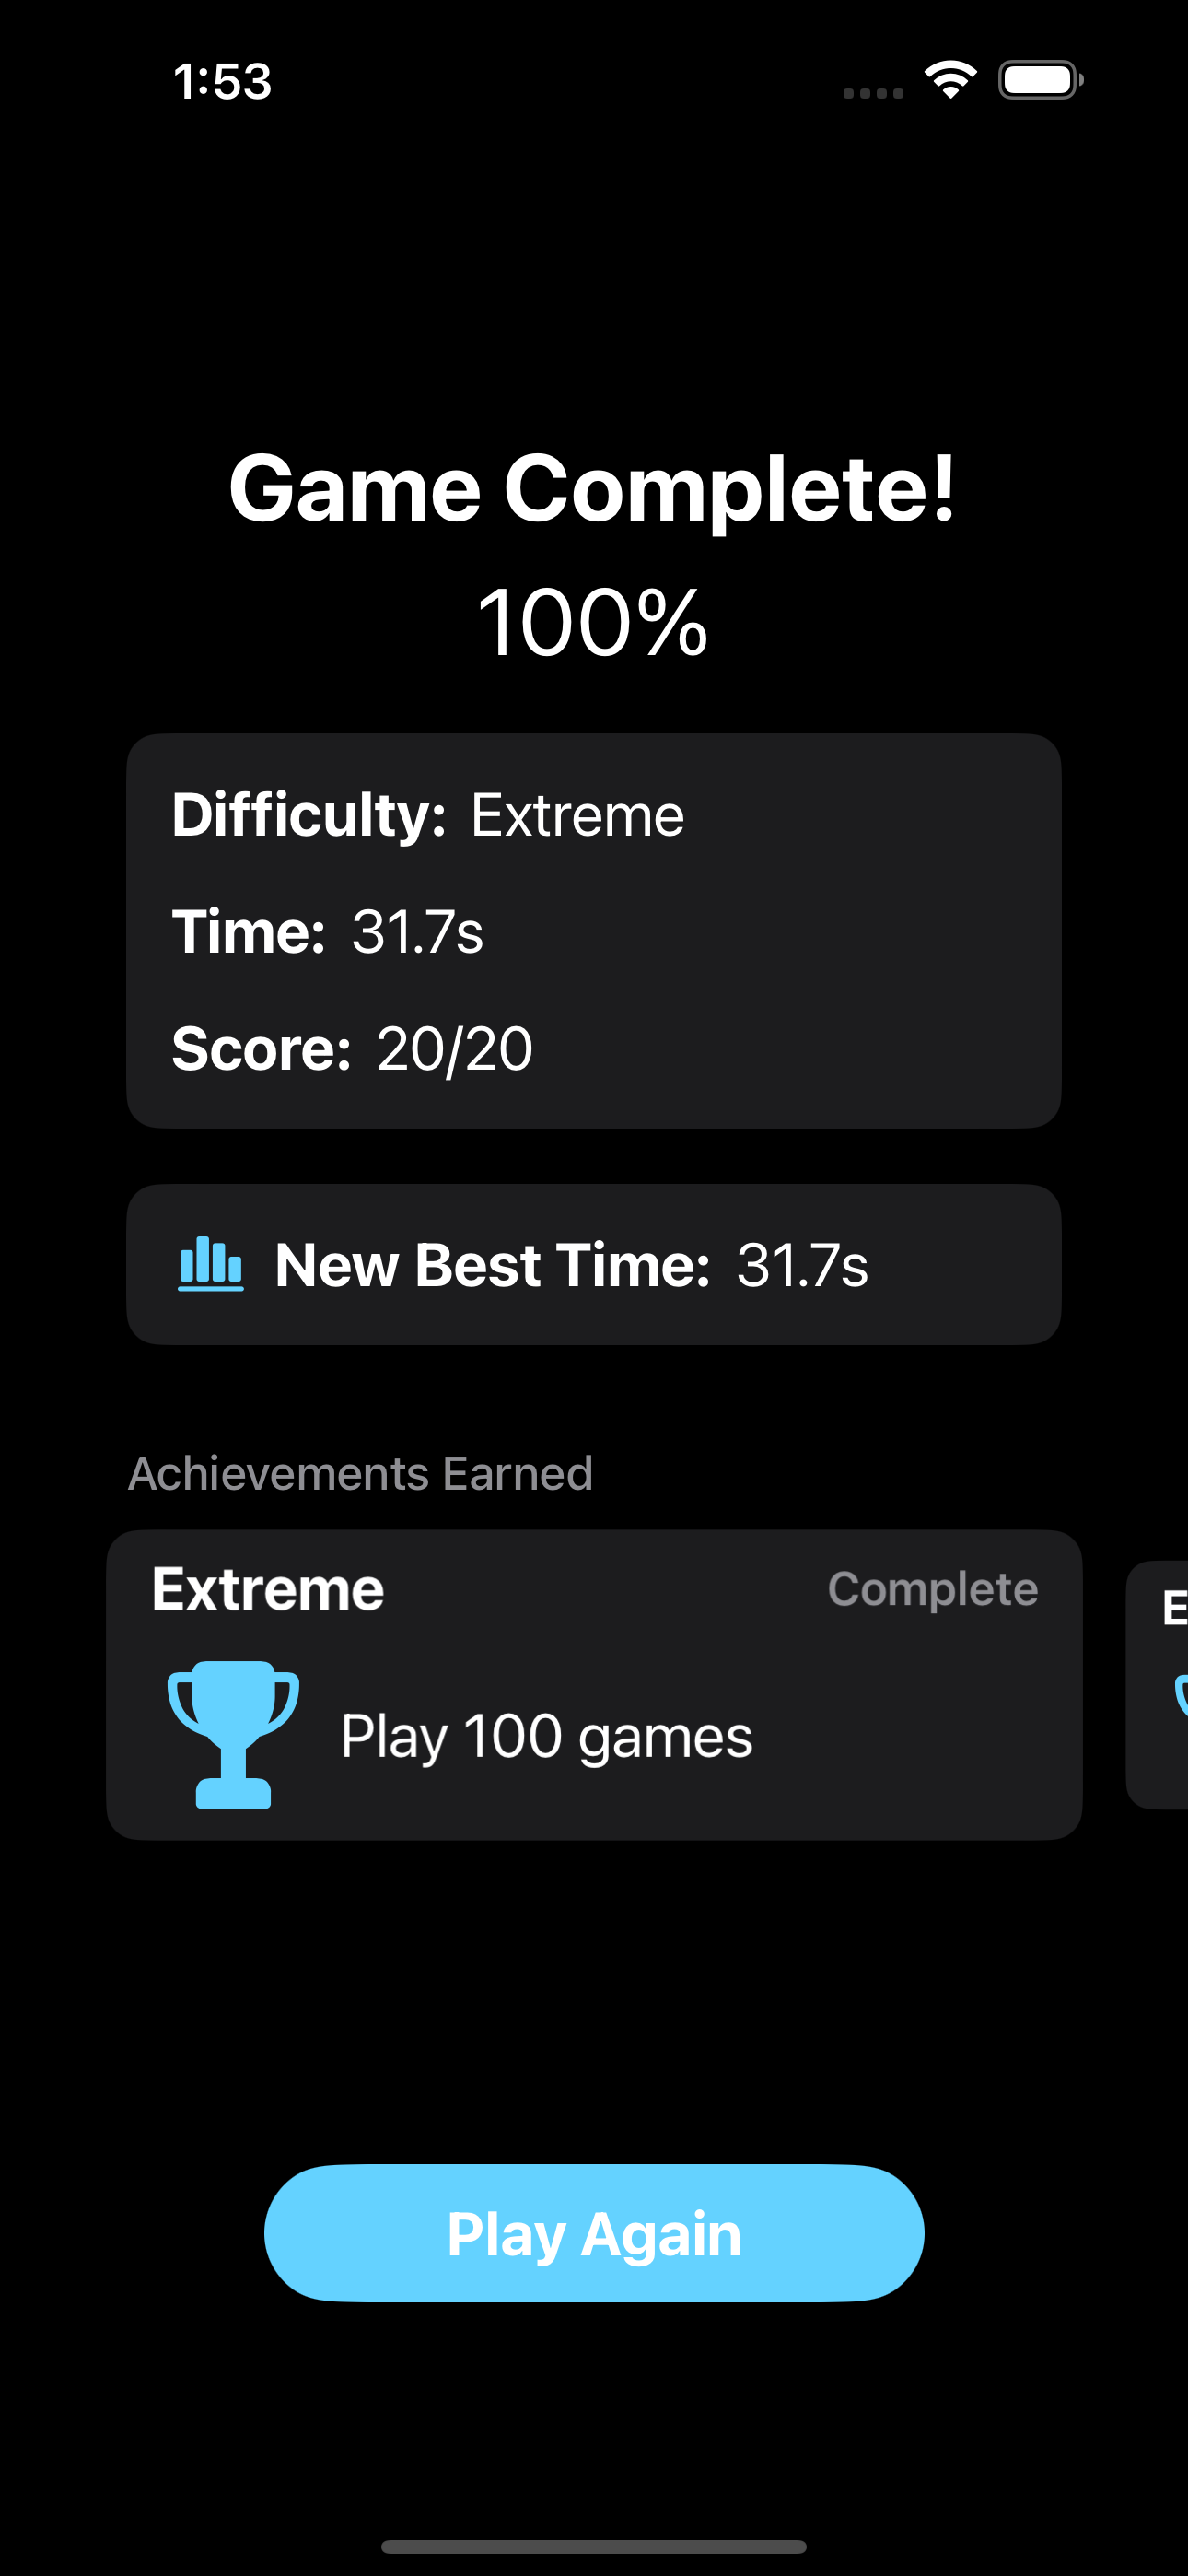 1:53
Game Complete!
100%
Difficulty: Extreme
Time: 31.7s
Score: 20/20
New Best Time: 31.7s
Achievements Earned
Extreme
Complete
Play 100 games
Play Again